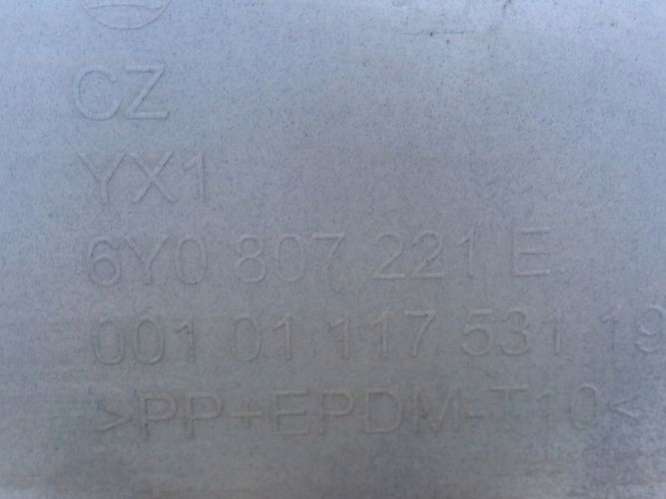 CZ
YX1
6Y0 807 221 E
001 01 117 531 19
>PP+EPDM-T10<